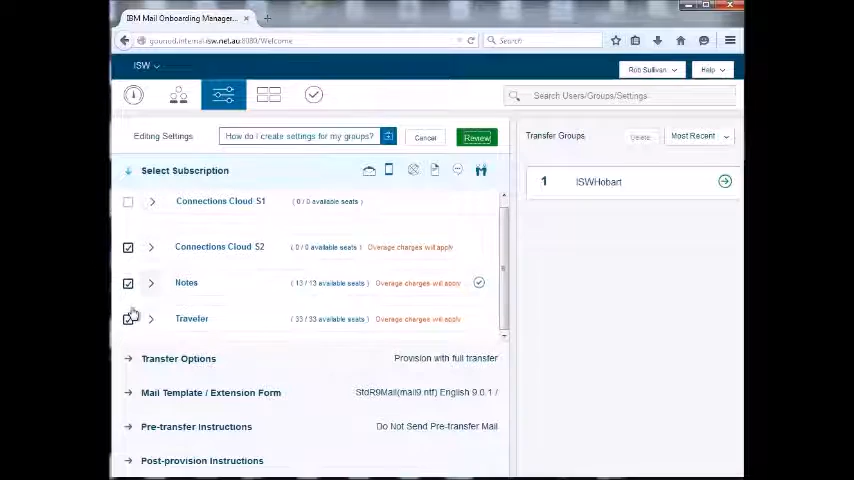 IBM Mail Onboarding Manager...
gounod.internal.isw.net.au:8080/Welcome
Search
ISW
Rob Sullivan
Help
Search Users/Groups/Settings
Editing Settings
How do I create settings for my groups?
Cancel
Review
Transfer Groups
Delete
Most Recent
Select Subscription
1
ISWHobart
Connections Cloud S1
( 0 / 0 available seats )
Connections Cloud S2
( 0 / 0 available seats )
Overage charges will apply
Notes
( 13 / 13 available seats )
Overage charges will apply
Traveler
( 33 / 33 available seats )
Overage charges will apply
Transfer Options
Provision with full transfer
Mail Template / Extension Form
StdR9Mail(mail9.ntf) English 9.0.1 /
Pre-transfer Instructions
Do Not Send Pre-transfer Mail
Post-provision Instructions